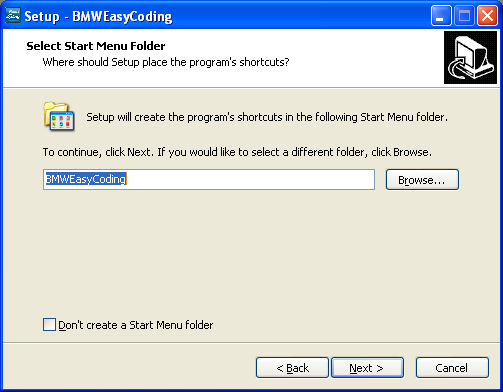 Setup - BMWEasyCoding
Select Start Menu Folder
Where should Setup place the program's shortcuts?
Setup will create the program's shortcuts in the following Start Menu folder.
To continue, click Next. If you would like to select a different folder, click Browse.
BMWEasyCoding
Browse...
Don't create a Start Menu folder
< Back
Next >
Cancel